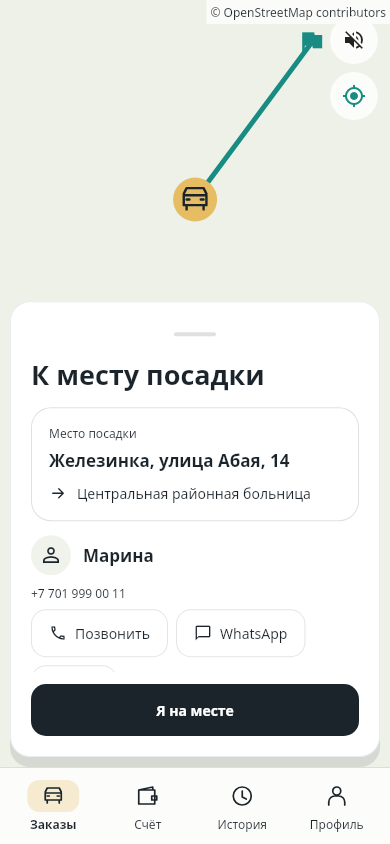 © OpenStreetMap contributors
К месту посадки
Место посадки
Железинка, улица Абая, 14
Центральная районная больница
Марина
+7 701 999 00 11
Позвонить
WhatsApp
Я на месте
Заказы
Счёт
История
Профиль